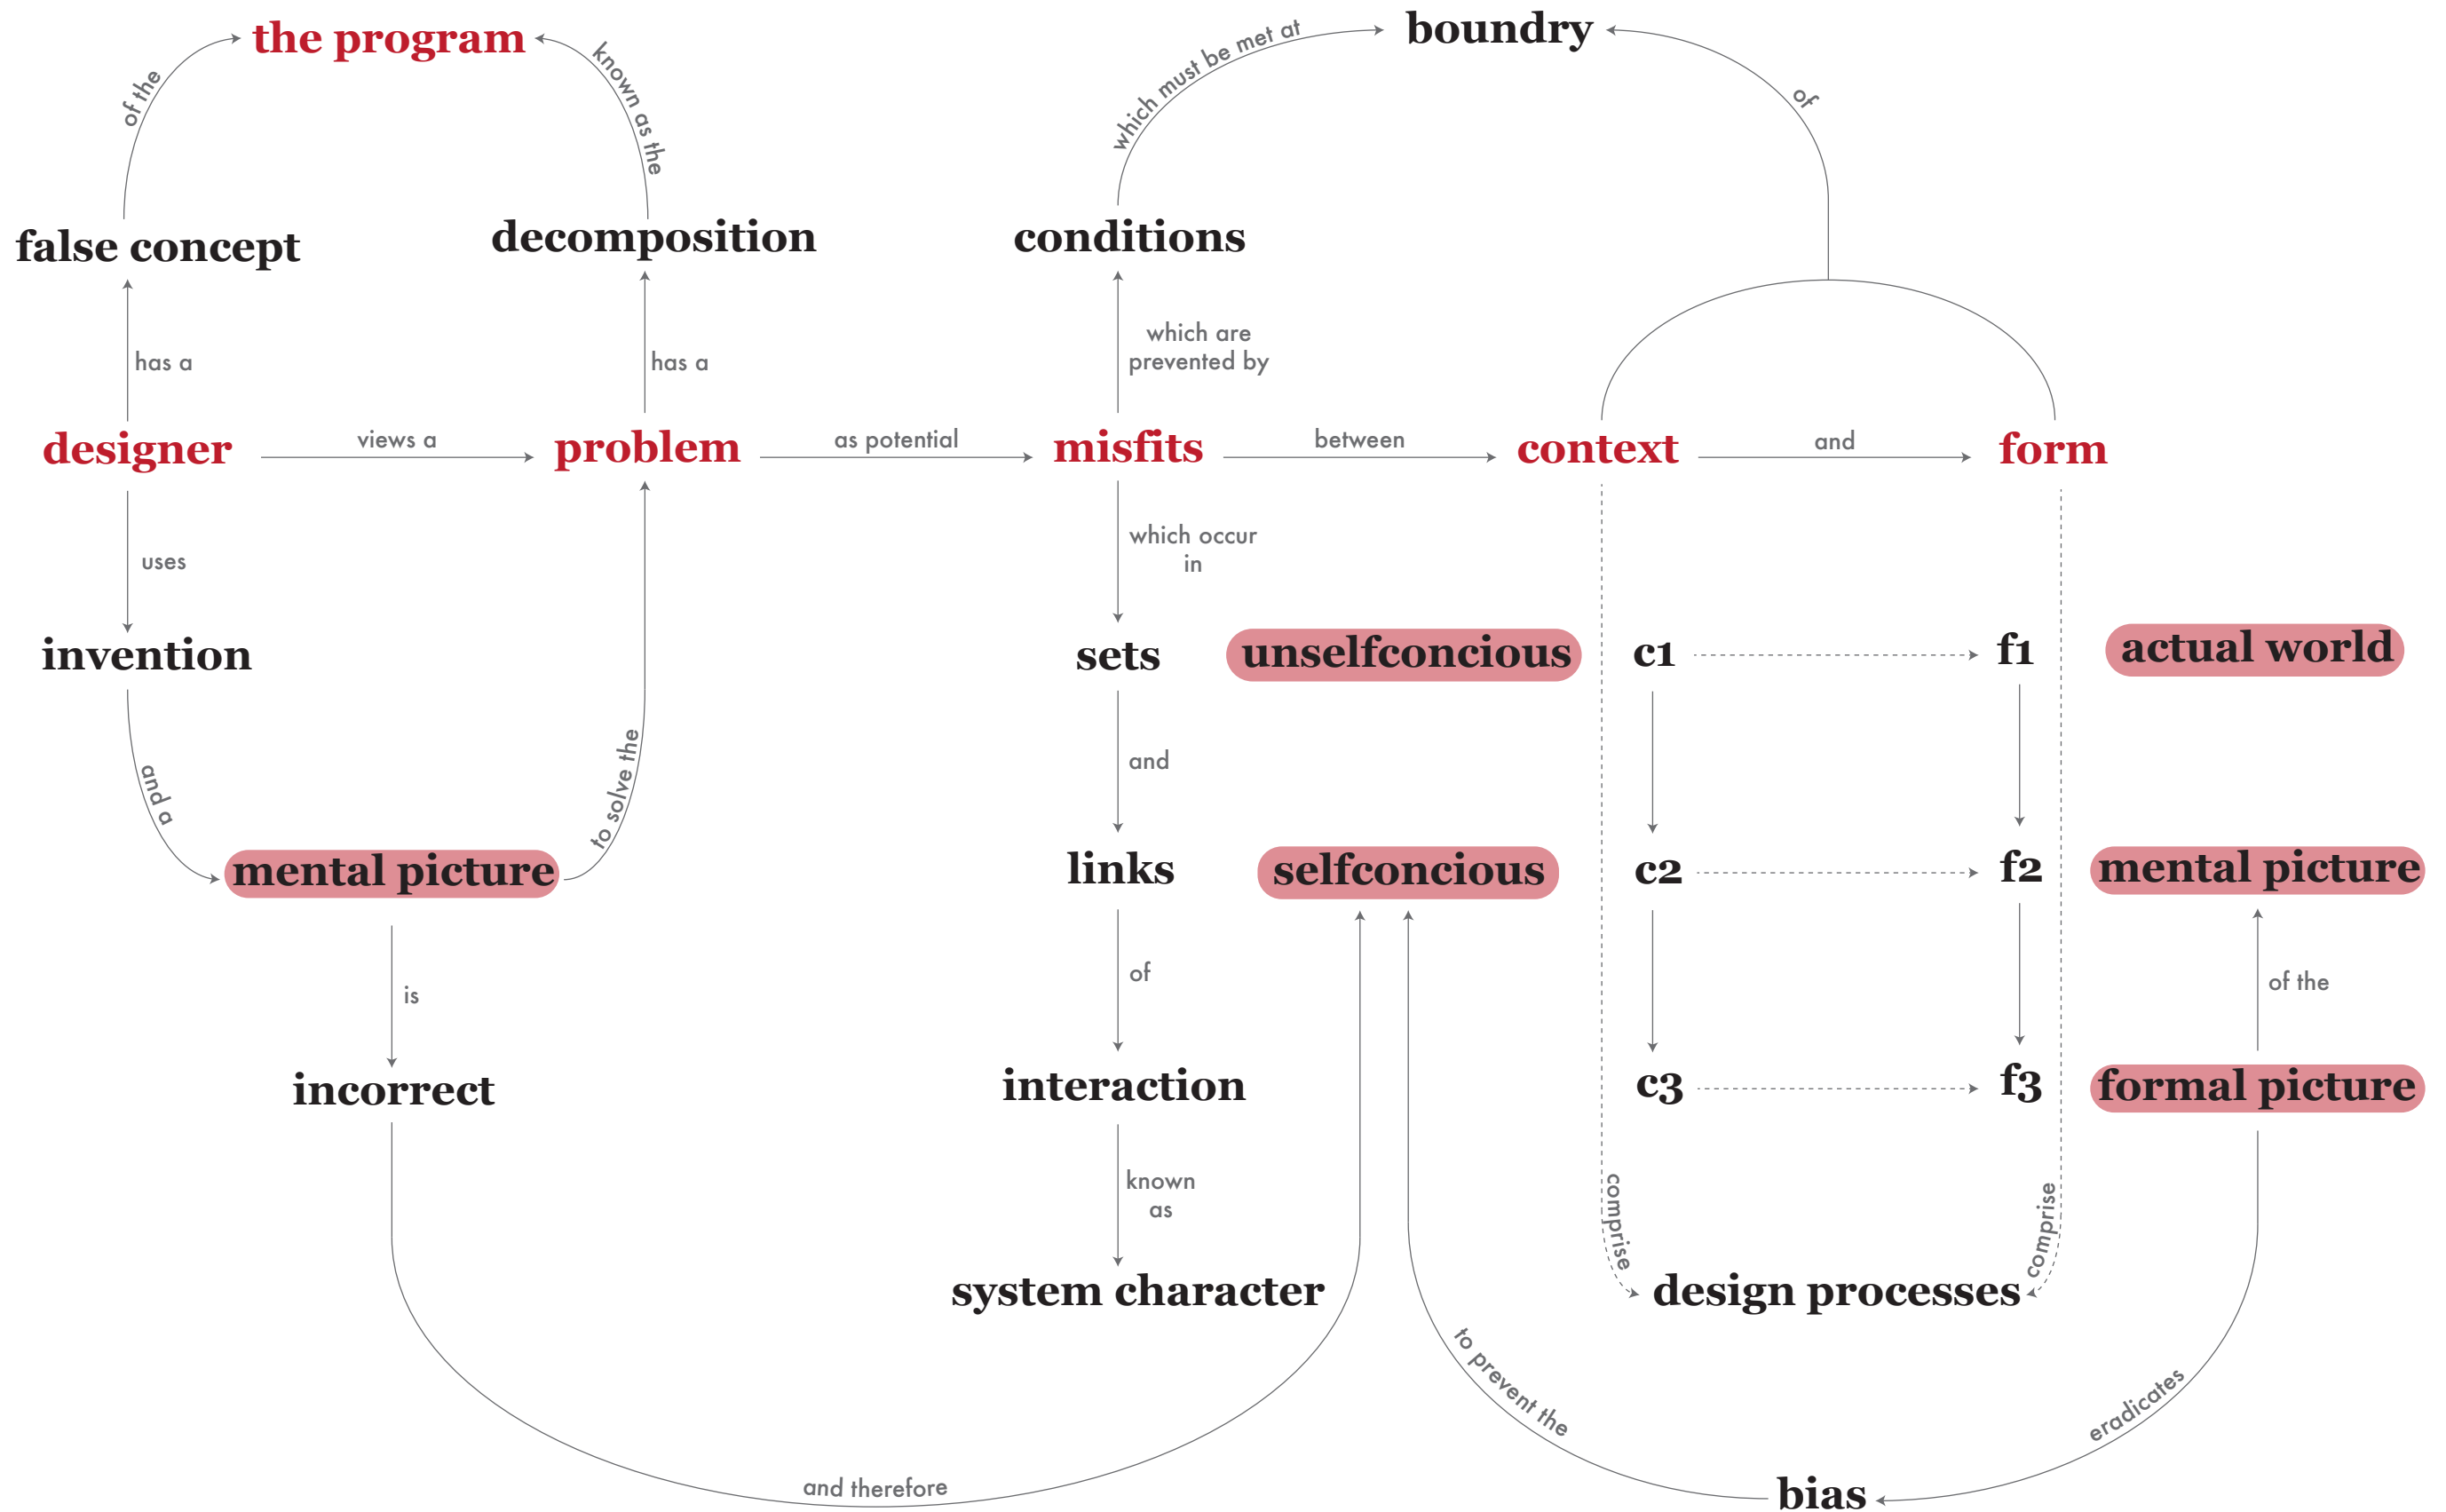 the program
boundry
of the
known as the
which must be met at
of
false concept
decomposition
conditions
has a
has a
which are
prevented by
designer
views a
problem
as potential
misfits
between
context
and
form
uses
which occur
in
invention
sets
unselfconcious
c1
f1
actual world
and a
to solve the
and
mental picture
links
selfconcious
c2
f2
mental picture
is
of
of the
incorrect
interaction
c3
f3
formal picture
known
as
comprise
comprise
system character
design processes
to prevent the
eradicates
and therefore
bias